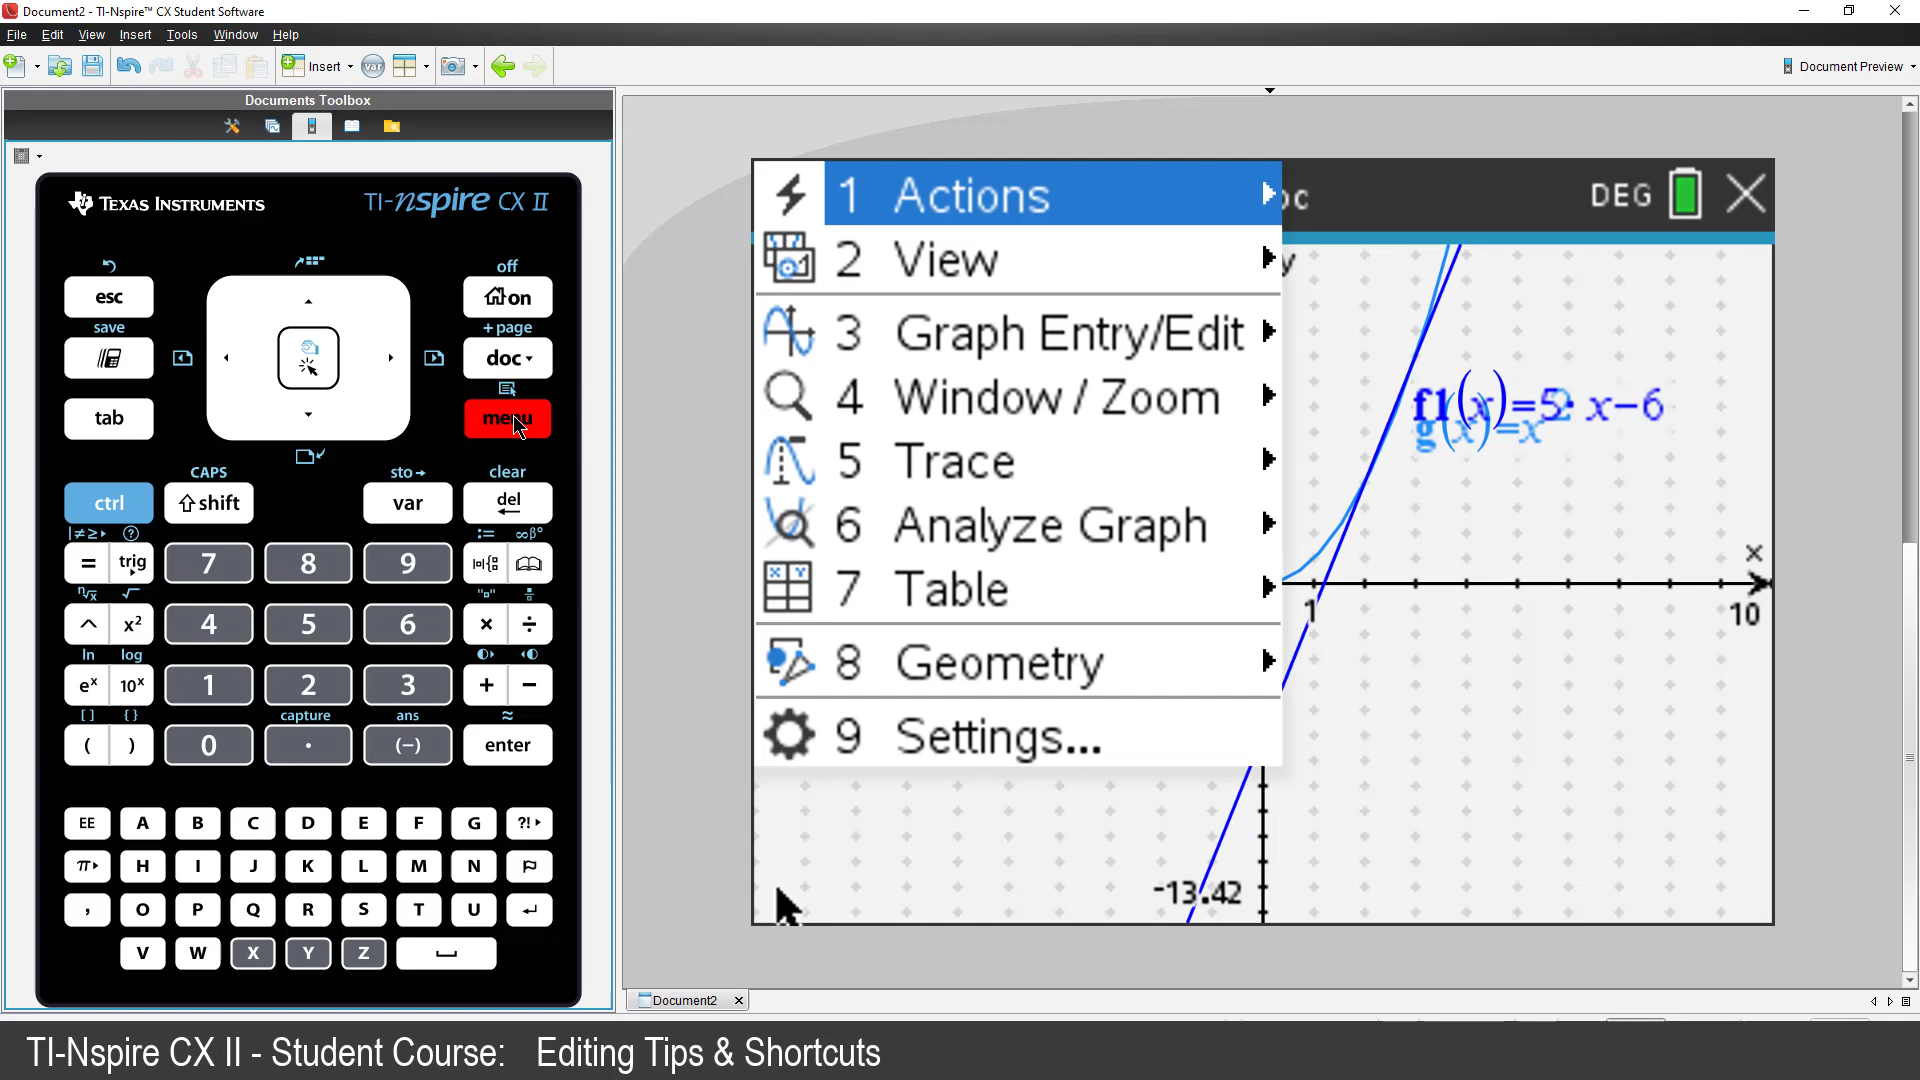 Document2 - TI-Nspire™ CX Student Software
File Edit View Insert Tools Window Help
Insert var Document Preview
Documents Toolbox
TEXAS INSTRUMENTS TI-nspire CX II
off
esc on
save + page
doc
tab menu
CAPS sto→ clear
ctrl shift var del
= trig 7 8 9
^ x² 4 5 6 × ÷
ln log
eˣ 10ˣ 1 2 3 + −
[ ] { } capture ans ≈
( ) 0 . (−) enter
EE A B C D E F G ?!
π H I J K L M N
, O P Q R S T U
V W X Y Z
1 Actions
2 View
3 Graph Entry/Edit
4 Window / Zoom
5 Trace
6 Analyze Graph
7 Table
8 Geometry
9 Settings...
DEG
y
f1(x)=5· x−6
g(x)=x
x
1 10
-13.42
Document2
TI-Nspire CX II - Student Course: Editing Tips & Shortcuts